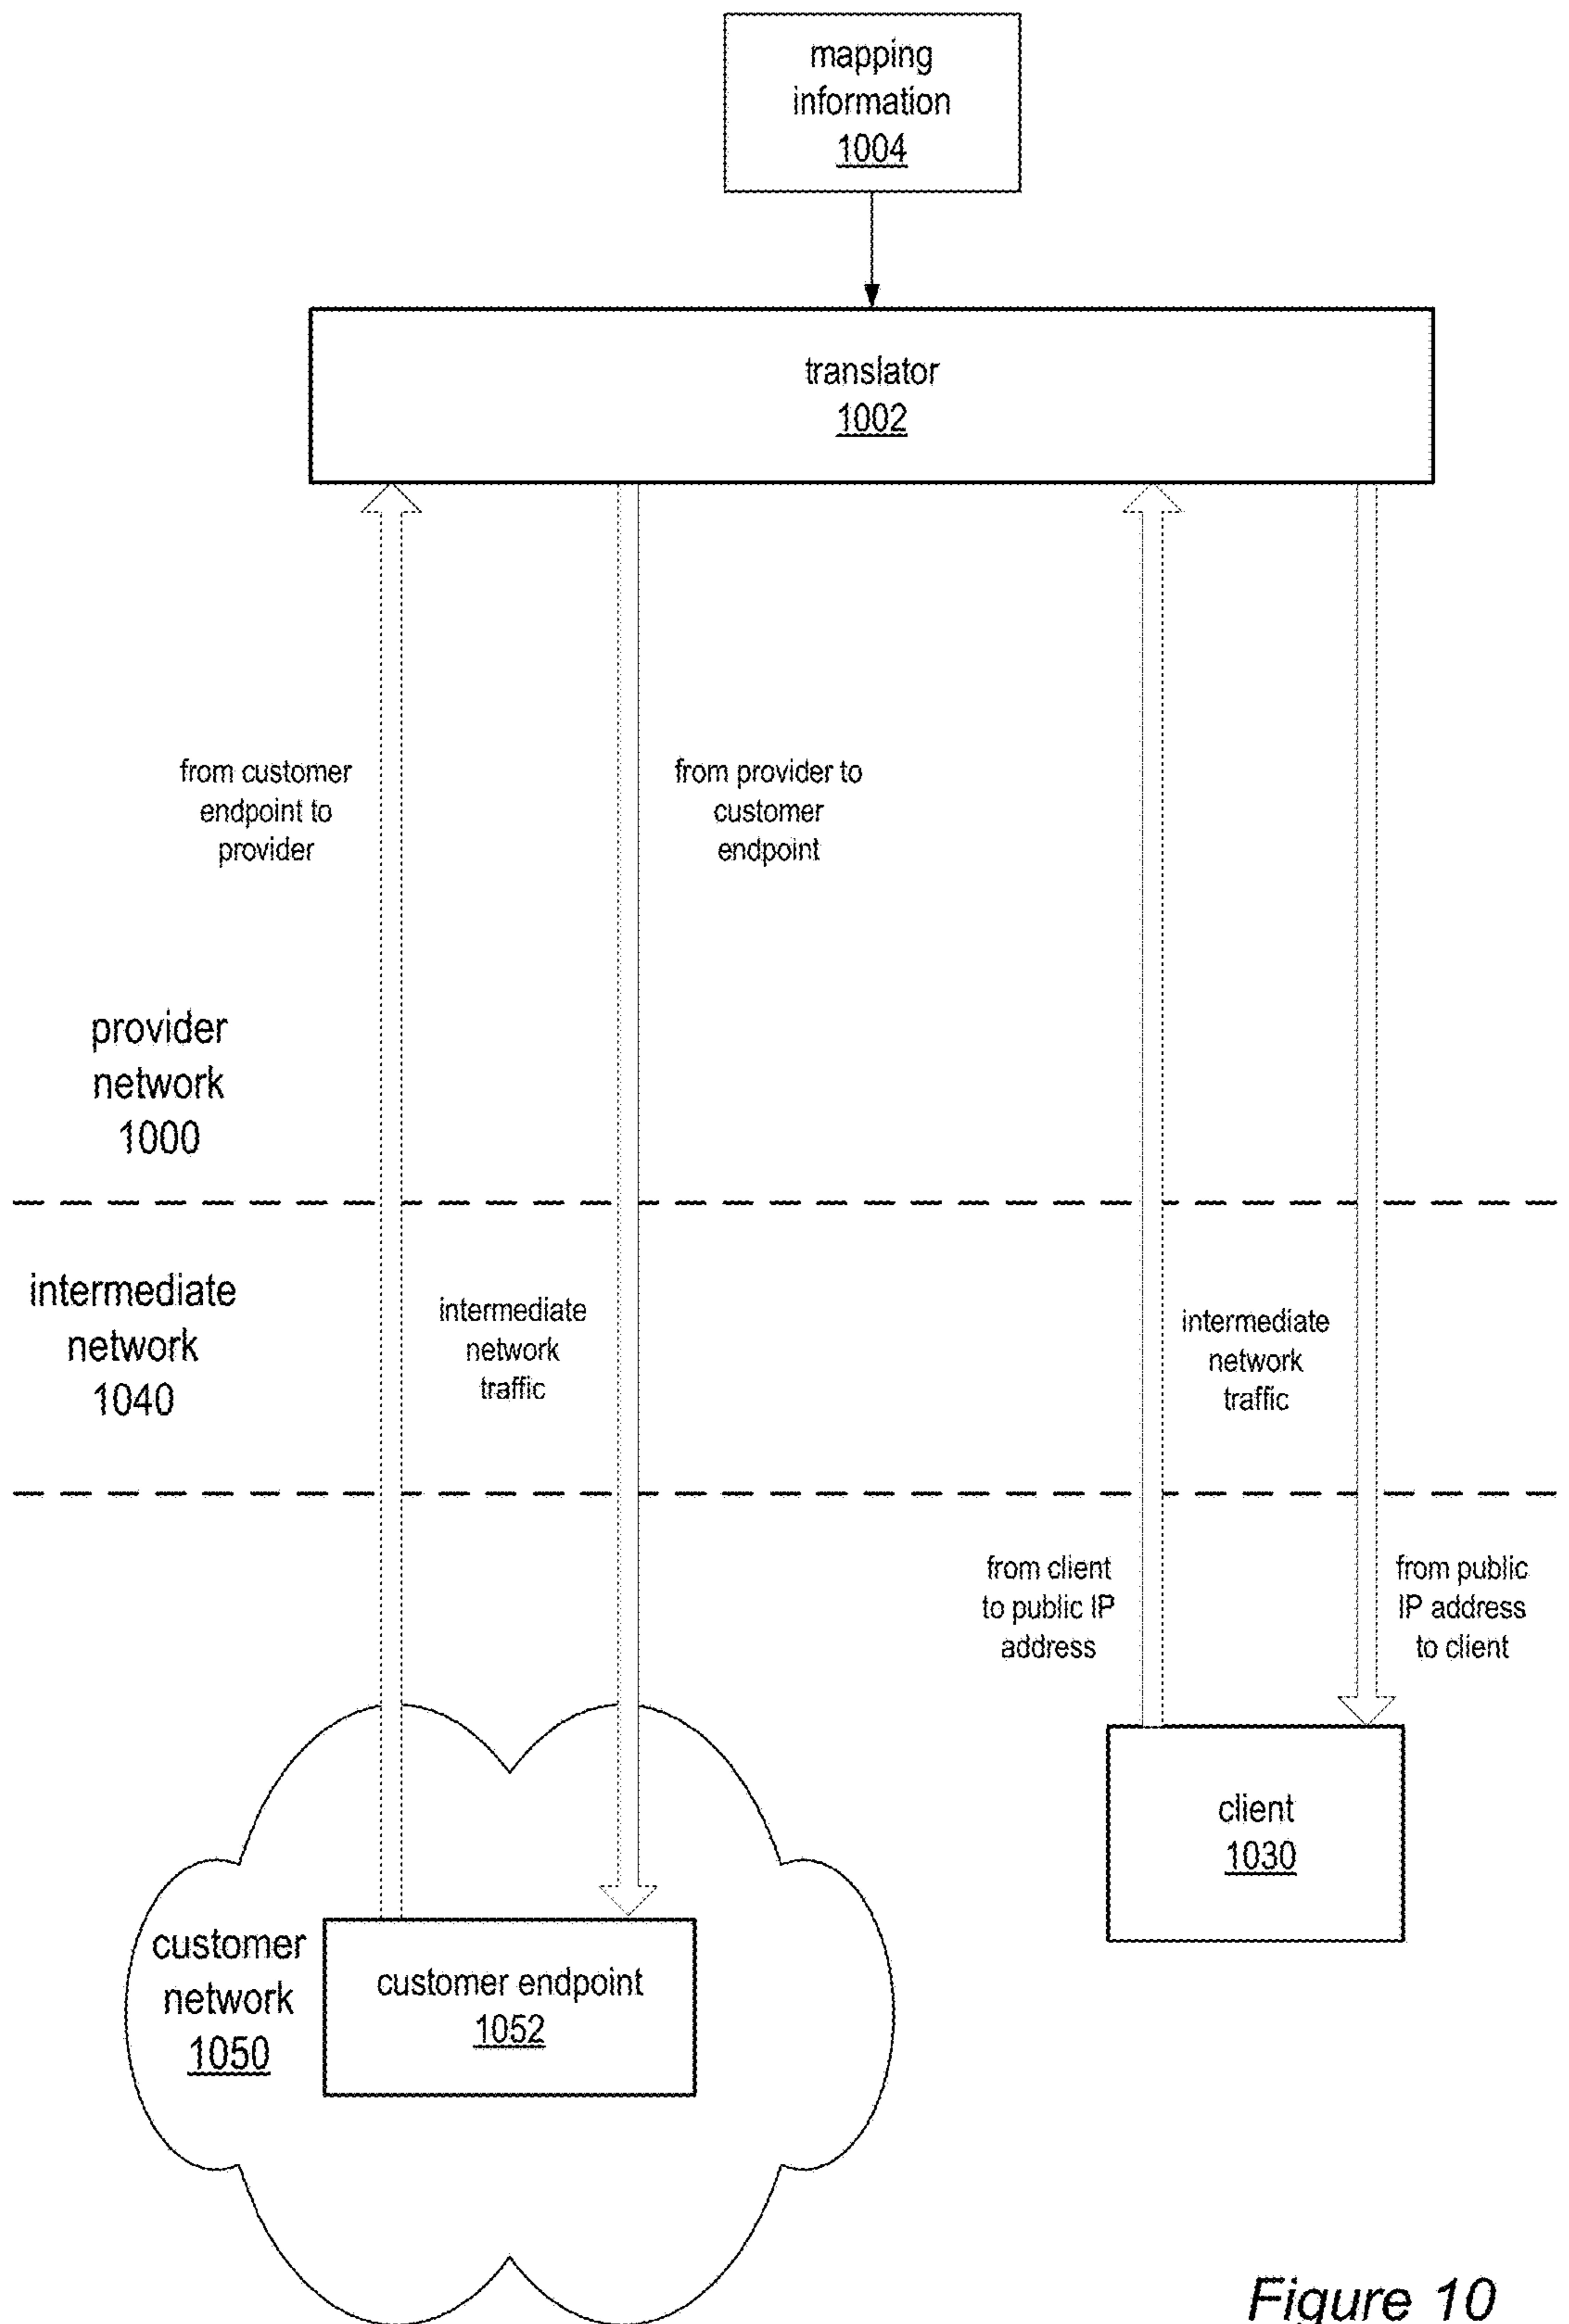 mapping
information
1004
translator
1002
from customer
endpoint to
provider
from provider to
customer
endpoint
provider
network
1000
intermediate
network
1040
intermediate
network
traffic
intermediate
network
traffic
from client
to public IP
address
from public
IP address
to client
client
1030
customer
network
1050
customer endpoint
1052
Figure 10